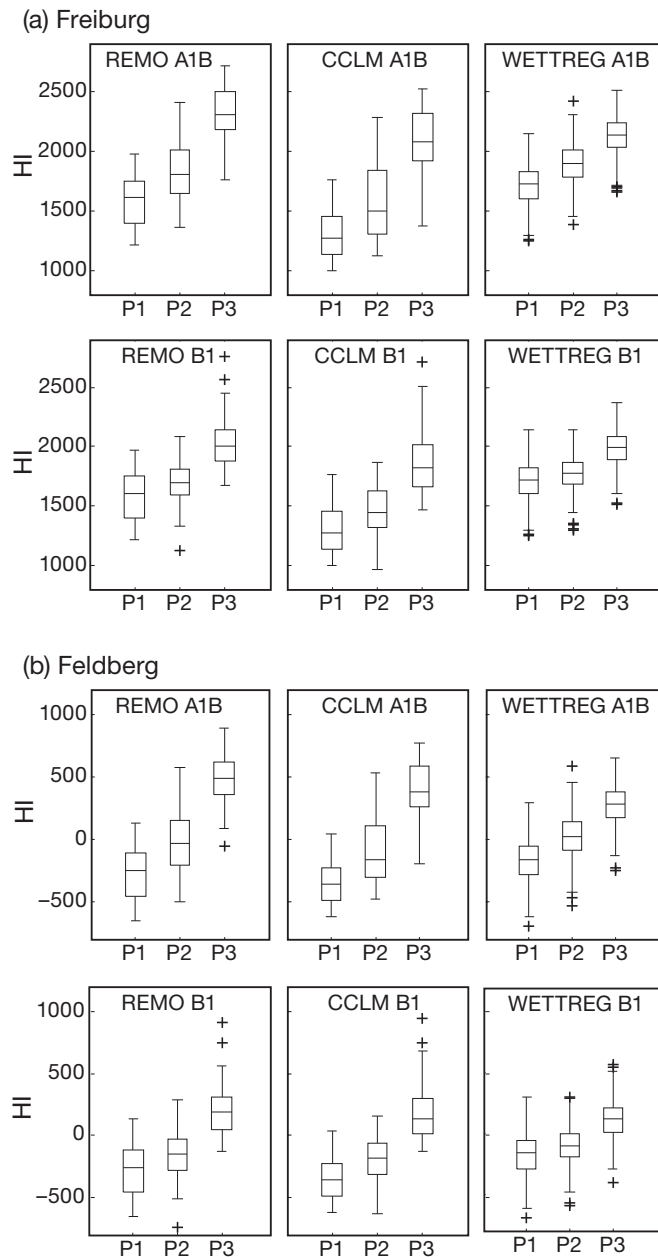 (a) Freiburg
REMO A1B CCLM A1B WETTREG A1B
2500
2000
HI
1500
1000
P1 P2 P3 P1 P2 P3 P1 P2 P3
REMO B1 CCLM B1 WETTREG B1
2500
2000
HI
1500
1000
P1 P2 P3 P1 P2 P3 P1 P2 P3
(b) Feldberg
1000
REMO A1B CCLM A1B WETTREG A1B
500
HI
0
−500
P1 P2 P3 P1 P2 P3 P1 P2 P3
REMO B1 CCLM B1 WETTREG B1
1000
500
HI
0
−500
P1 P2 P3 P1 P2 P3 P1 P2 P3